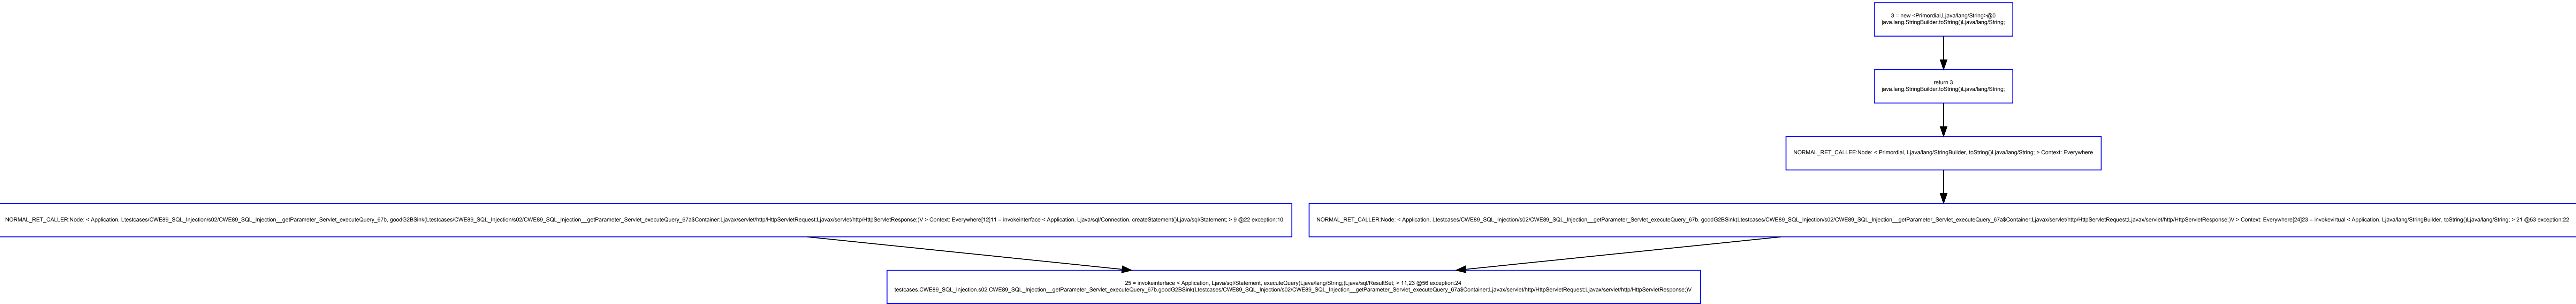 3 = new <Primordial,Ljava/lang/String>@0
java.lang.StringBuilder.toString()Ljava/lang/String;
return 3
java.lang.StringBuilder.toString()Ljava/lang/String;
NORMAL_RET_CALLEE:Node: < Primordial, Ljava/lang/StringBuilder, toString()Ljava/lang/String; > Context: Everywhere
NORMAL_RET_CALLER:Node: < Application, Ltestcases/CWE89_SQL_Injection/s02/CWE89_SQL_Injection__getParameter_Servlet_executeQuery_67b, goodG2BSink(Ltestcases/CWE89_SQL_Injection/s02/CWE89_SQL_Injection__getParameter_Servlet_executeQuery_67a$Container;Ljavax/servlet/http/HttpServletRequest;Ljavax/servlet/http/HttpServletResponse;)V > Context: Everywhere[12]11 = invokeinterface < Application, Ljava/sql/Connection, createStatement()Ljava/sql/Statement; > 9 @22 exception:10
NORMAL_RET_CALLER:Node: < Application, Ltestcases/CWE89_SQL_Injection/s02/CWE89_SQL_Injection__getParameter_Servlet_executeQuery_67b, goodG2BSink(Ltestcases/CWE89_SQL_Injection/s02/CWE89_SQL_Injection__getParameter_Servlet_executeQuery_67a$Container;Ljavax/servlet/http/HttpServletRequest;Ljavax/servlet/http/HttpServletResponse;)V > Context: Everywhere[24]23 = invokevirtual < Application, Ljava/lang/StringBuilder, toString()Ljava/lang/String; > 21 @53 exception:22
25 = invokeinterface < Application, Ljava/sql/Statement, executeQuery(Ljava/lang/String;)Ljava/sql/ResultSet; > 11,23 @56 exception:24
testcases.CWE89_SQL_Injection.s02.CWE89_SQL_Injection__getParameter_Servlet_executeQuery_67b.goodG2BSink(Ltestcases/CWE89_SQL_Injection/s02/CWE89_SQL_Injection__getParameter_Servlet_executeQuery_67a$Container;Ljavax/servlet/http/HttpServletRequest;Ljavax/servlet/http/HttpServletResponse;)V